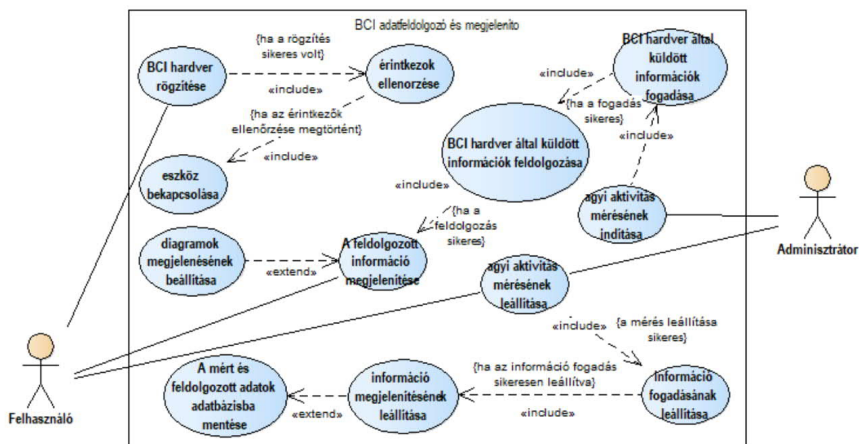 BCI adatfeldolgozó és megjelenito
BCI hardver
rögzítése
{ha a rögzítés
sikeres volt}
«include»
érintkezok
ellenorzése
BCI hardver által
küldött
információk
fogadása
«include»
{ha a fogadás
sikeres}
«include»
{ha az érintkezők
ellenőrzése megtörtént}
«include»
BCI hardver által küldött
információk feldolgozása
eszköz
bekapcsolása
«include»
{ha a
feldolgozás
sikeres}
agyi aktivitás
mérésének
indítása
Adminisztrátor
diagramok
megjelenésének
beállítása
«extend»
A feldolgozott
információ
megjelenítése
agyi aktivitás
mérésének
leállítása
«include»
{a mérés leállítása
sikeres}
Felhasználó
A mért és
feldolgozott adatok
adatbázisba
mentése
«extend»
információ
megjelenítésének
leállítása
{ha az információ fogadás
sikeresen leállítva}
«include»
Információ
fogadásának
leállítása